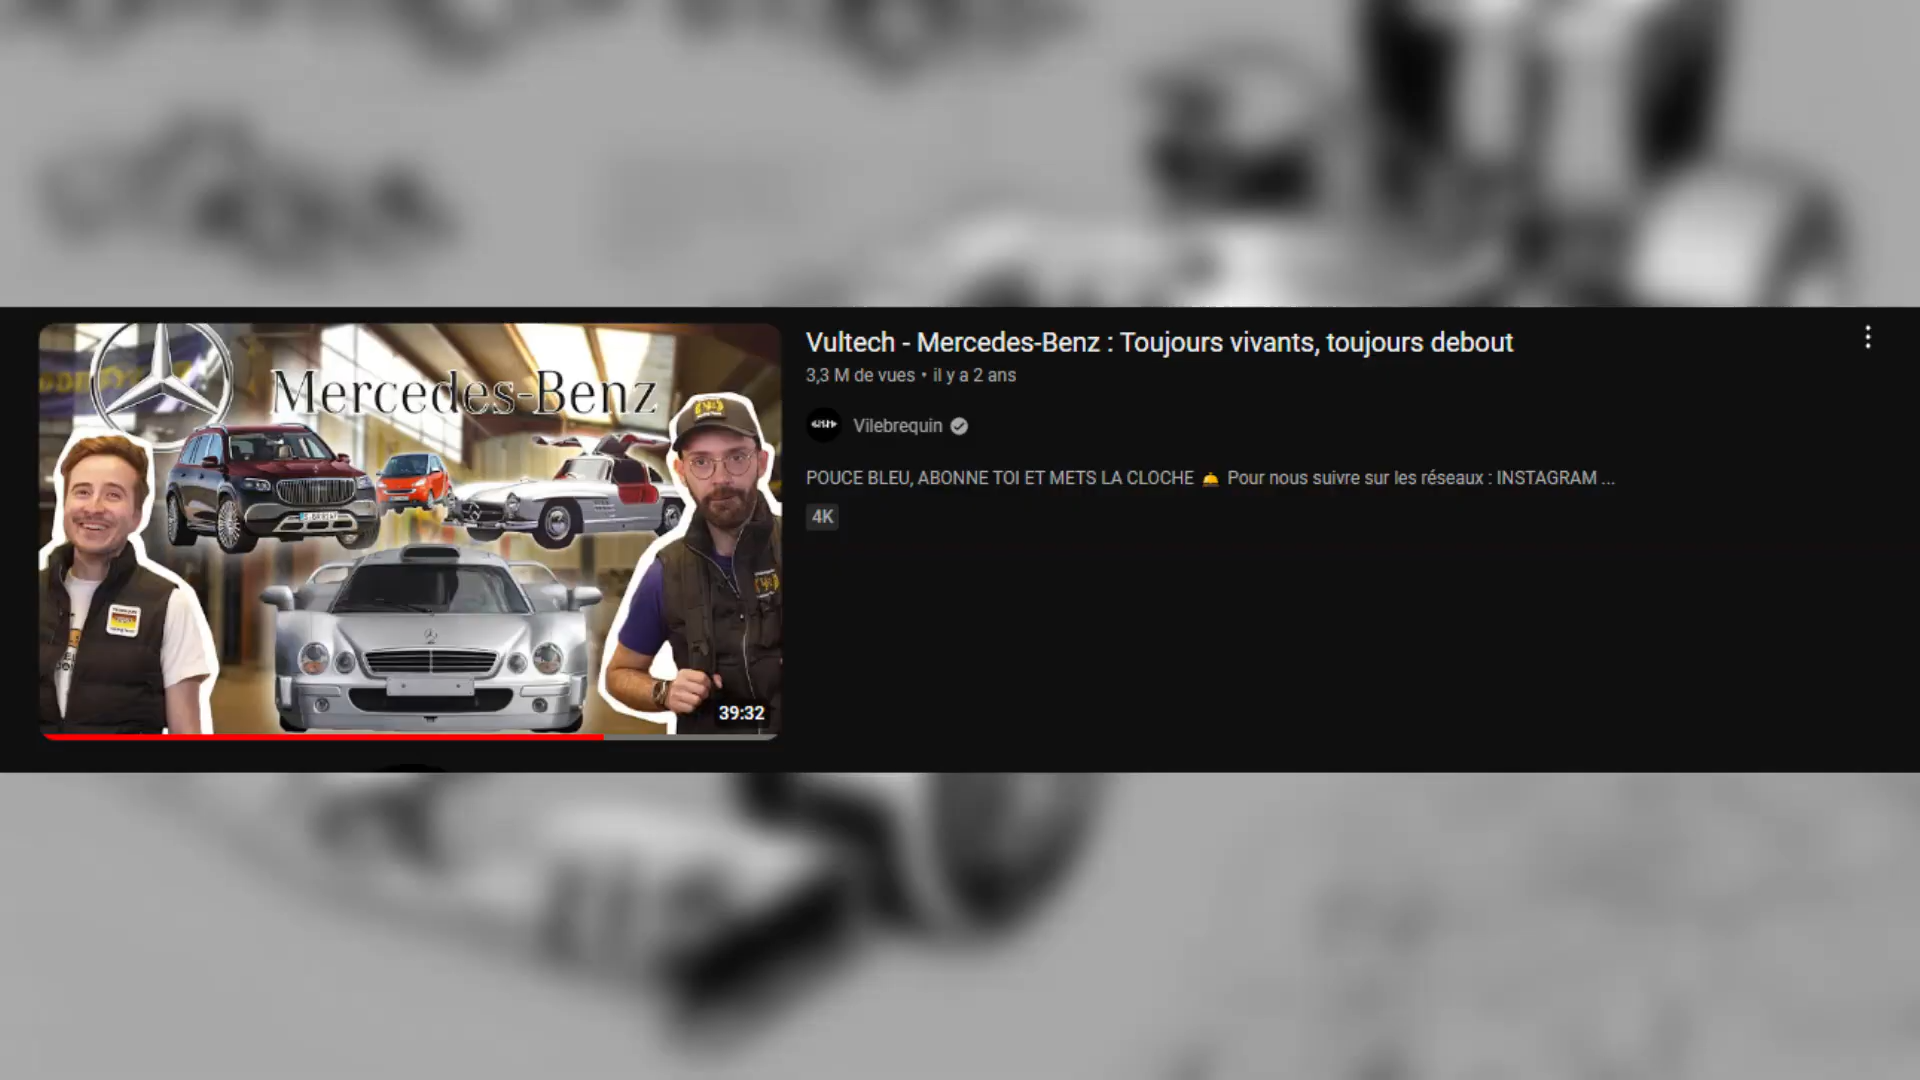 Mercedes-Benz
39:32
Vultech - Mercedes-Benz : Toujours vivants, toujours debout
3,3 M de vues • il y a 2 ans
Vilebrequin
POUCE BLEU, ABONNE TOI ET METS LA CLOCHE 🛎 Pour nous suivre sur les réseaux : INSTAGRAM ...
4K